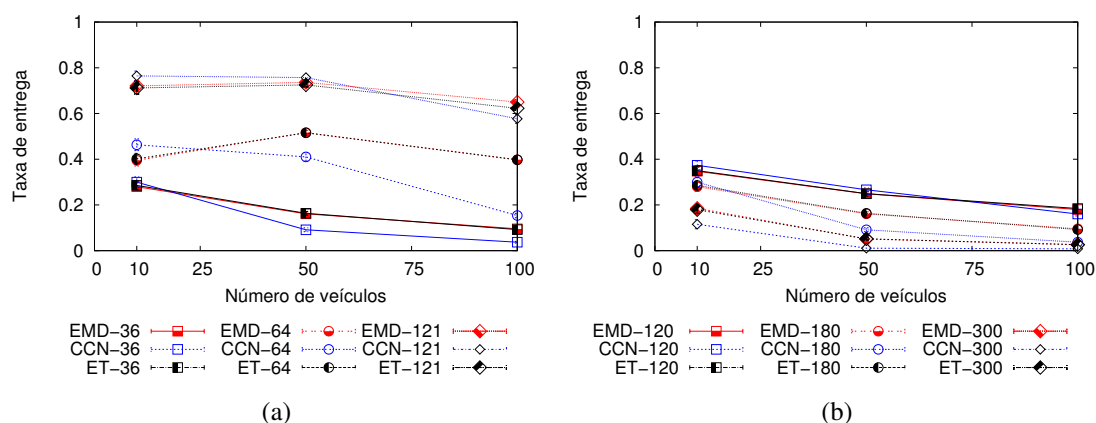 1
0.8
0.6
0.4
0.2
0
0 10 25 50 75 100
Taxa de entrega
Número de veículos
EMD-36 EMD-64 EMD-121
CCN-36 CCN-64 CCN-121
ET-36 ET-64 ET-121
(a)
1
0.8
0.6
0.4
0.2
0
0 10 25 50 75 100
Taxa de entrega
Número de veículos
EMD-120 EMD-180 EMD-300
CCN-120 CCN-180 CCN-300
ET-120 ET-180 ET-300
(b)